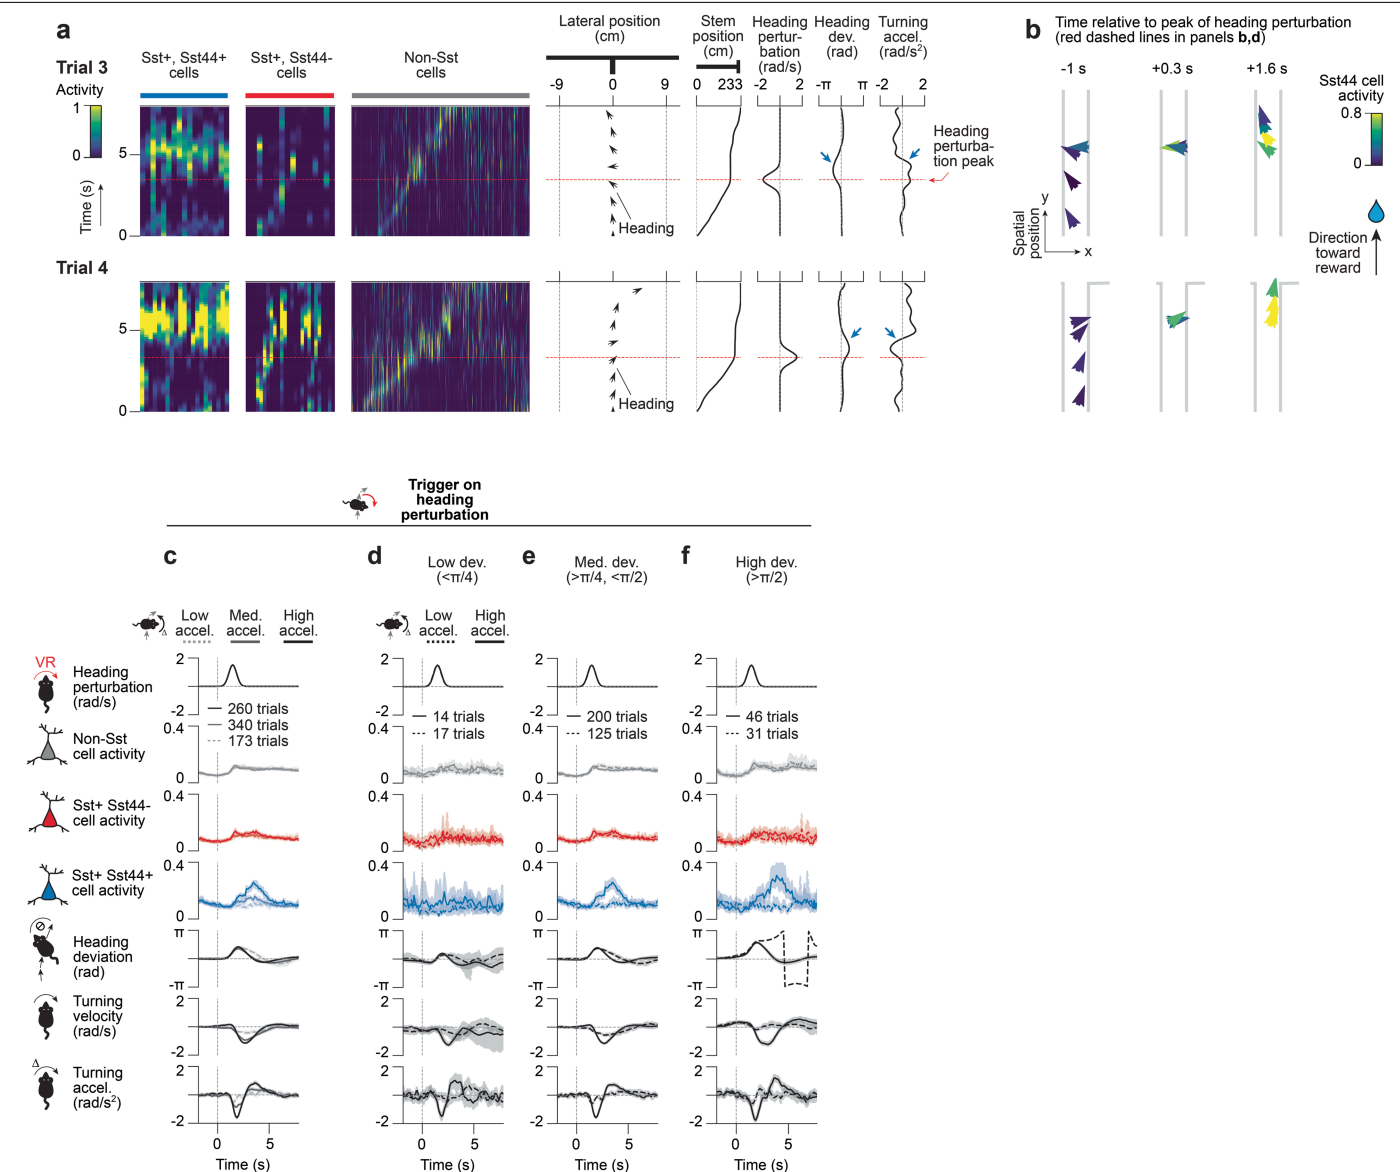 a
Trial 3
Activity
1
0
Sst+, Sst44+
cells
Sst+, Sst44-
cells
Non-Sst
cells
Lateral position
(cm)
-9 0 9
Stem
position
(cm)
0 233
Heading
pertur-
bation
(rad/s)
-2 2
Heading
dev.
(rad)
-π π
Turning
accel.
(rad/s²)
-2 2
5
0
Time (s)
Heading
Heading
perturba-
tion peak
Trial 4
5
0
Heading
b
Time relative to peak of heading perturbation
(red dashed lines in panels b,d)
-1 s
+0.3 s
+1.6 s
Sst44 cell
activity
0.8
0
y
x
Spatial
position
Direction
toward
reward
Trigger on
heading
perturbation
c
Low
accel.
Med.
accel.
High
accel.
d
Low dev.
(<π/4)
Low
accel.
High
accel.
e
Med. dev.
(>π/4, <π/2)
f
High dev.
(>π/2)
VR
Heading
perturbation
(rad/s)
2
-2
260 trials
340 trials
173 trials
2
-2
14 trials
17 trials
2
-2
200 trials
125 trials
2
-2
46 trials
31 trials
Non-Sst
cell activity
0.4
0
0.4
0
0.4
0
0.4
0
Sst+ Sst44-
cell activity
0.4
0
0.4
0
0.4
0
0.4
0
Sst+ Sst44+
cell activity
0.4
0
0.4
0
0.4
0
0.4
0
Heading
deviation
(rad)
π
-π
π
-π
π
-π
π
-π
Turning
velocity
(rad/s)
2
-2
2
-2
2
-2
2
-2
Δ
Turning
accel.
(rad/s²)
2
-2
2
-2
2
-2
2
-2
0 5
Time (s)
0 5
Time (s)
0 5
Time (s)
0 5
Time (s)